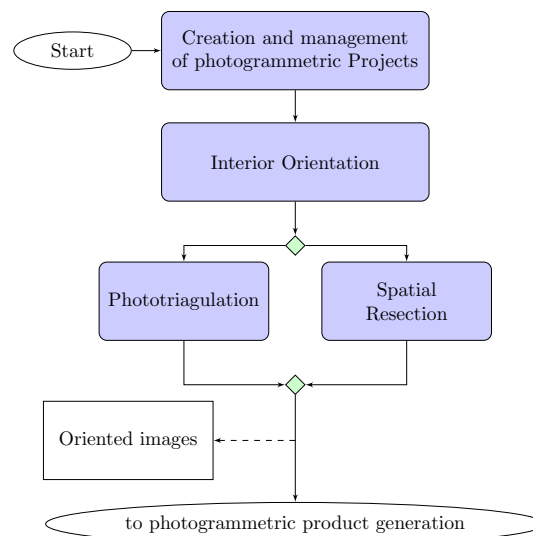 Start
Creation and management
of photogrammetric Projects
Interior Orientation
Phototriagulation
Spatial
Resection
Oriented images
to photogrammetric product generation